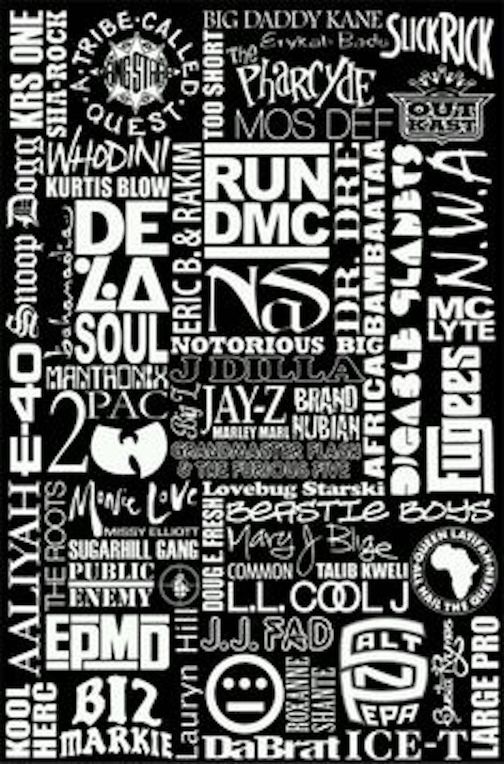 KRS ONE
SHA-ROCK
A TRIBE CALLED QUEST
GANGSTARR
TOO SHORT
BIG DADDY KANE
Erykah Badu
SLICK RICK
The Pharcyde
MOS DEF
OUTKAST
Snoop Dogg
WHODINI
KURTIS BLOW
ERIC B. & RAKIM
RUN
DMC
DR. DRE
AFRICA BAMBAATAA
DIGABLE PLANETS
N.W.A
bahamadia
DE
LA
SOUL
NAS
NOTORIOUS BIG
MC
LYTE
Fugees
E-40
MANTRONIX
J DILLA
2PAC
Big L
JAY-Z
MARLEY MARL
BRAND
NUBIAN
GRANDMASTER FLASH
& THE FURIOUS FIVE
AALIYAH
THE ROOTS
Monie Love
MISSY ELLIOTT
SUGARHILL GANG
PUBLIC
ENEMY
DOUG E. FRESH
Lovebug Starski
BEASTIE BOYS
Mary J Blige
COMMON
TALIB KWELI
L.L. COOL J
QUEEN LATIFAH
ALL HAIL THE QUEEN
EPMD
Lauryn Hill
J.J. FAD
KOOL
HERC
BIZ
MARKIE
ROXANNE
SHANTE
SALT
N
PEPA
LARGE PRO
DaBrat
ICE-T